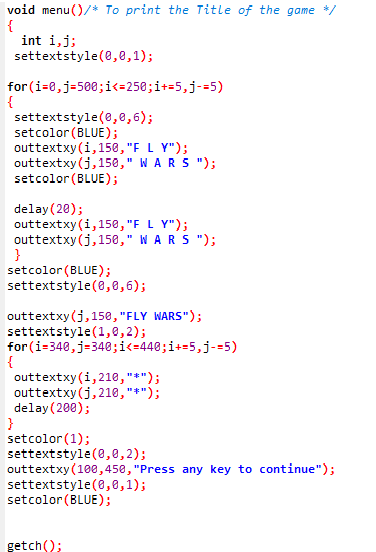 void menu()/* To print the Title of the game */
{
int i,j;
settextstyle(0,0,1);
for(i=0,j=500;i<=250;i+=5,j-=5)
{
settextstyle(0,0,6);
setcolor(BLUE);
outtextxy(i,150,"F L Y");
outtextxy(j,150," W A R S ");
setcolor(BLUE);
delay(20);
outtextxy(i,150,"F L Y");
outtextxy(j,150," W A R S ");
}
setcolor(BLUE);
settextstyle(0,0,6);
outtextxy(j,150,"FLY WARS");
settextstyle(1,0,2);
for(i=340,j=340;i<=440;i+=5,j-=5)
{
outtextxy(i,210,"*");
outtextxy(j,210,"*");
delay(200);
}
setcolor(1);
settextstyle(0,0,2);
outtextxy(100,450,"Press any key to continue");
settextstyle(0,0,1);
setcolor(BLUE);
getch();